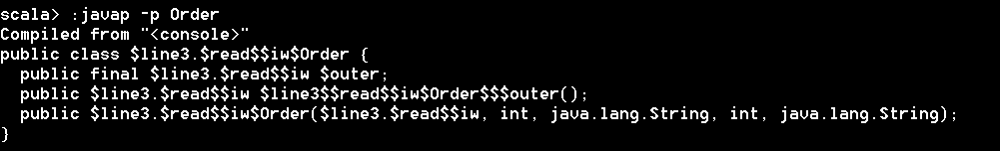 scala> :javap -p Order
Compiled from "<console>"
public class $line3.$read$$iw$Order {
  public final $line3.$read$$iw $outer;
  public $line3.$read$$iw $line3$$read$$iw$Order$$$outer();
  public $line3.$read$$iw$Order($line3.$read$$iw, int, java.lang.String, int, java.lang.String);
}